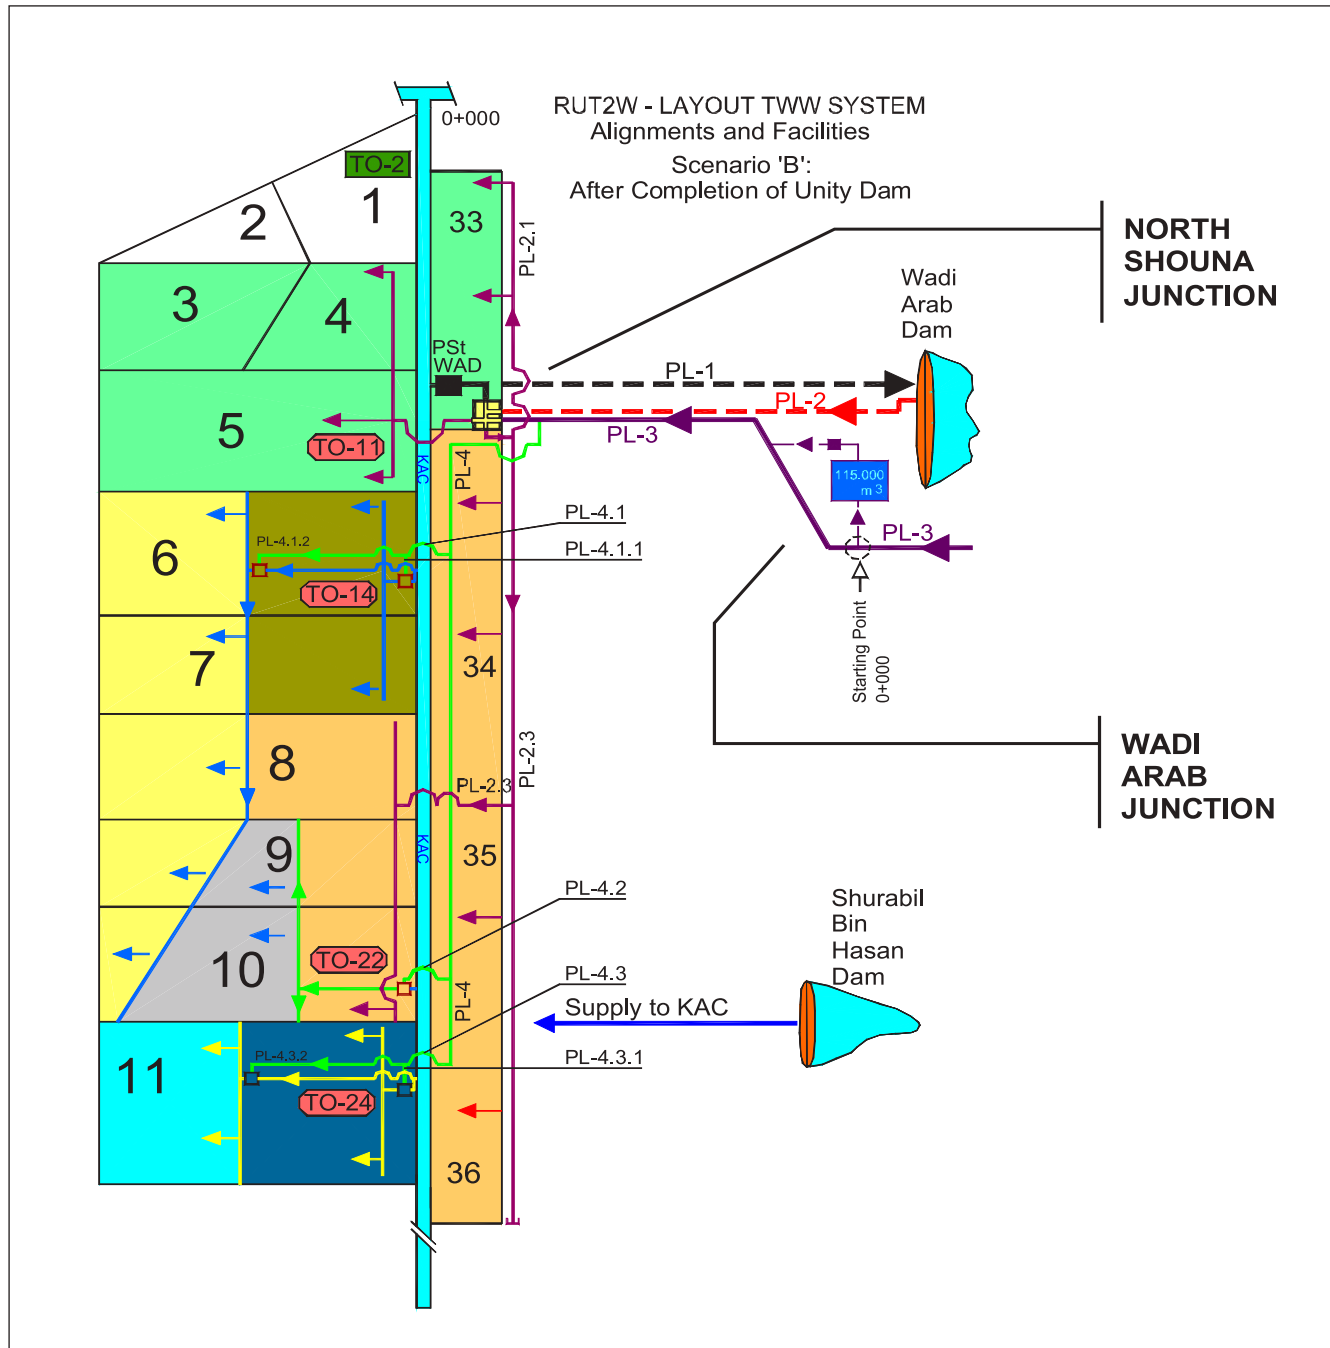 RUT2W - LAYOUT TWW SYSTEM
Alignments and Facilities
Scenario 'B':
After Completion of Unity Dam
0+000
TO-2
1
2
33
PL-2.1
NORTH
SHOUNA
JUNCTION
3
4
Wadi
Arab
Dam
PSt
WAD
PL-1
PL-2
PL-3
5
TO-11
KAC
PL-4
115.000
m 3
PL-3
Starting Point
0+000
6
PL-4.1.2
TO-14
PL-4.1
PL-4.1.1
7
34
8
PL-2.3
PL-2.3
WADI
ARAB
JUNCTION
9
KAC
35
PL-4.2
10
TO-22
PL-4
PL-4.3
Shurabil
Bin
Hasan
Dam
Supply to KAC
11
PL-4.3.2
TO-24
PL-4.3.1
36